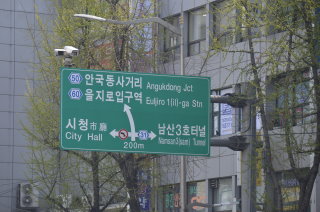 50 안국동사거리 Angukdong Jct
60 을지로입구역 Euljiro 1(il)-ga Stn
시청市廳 31 남산3호터널
City Hall Namsan 3(sam) Tunnel
200m